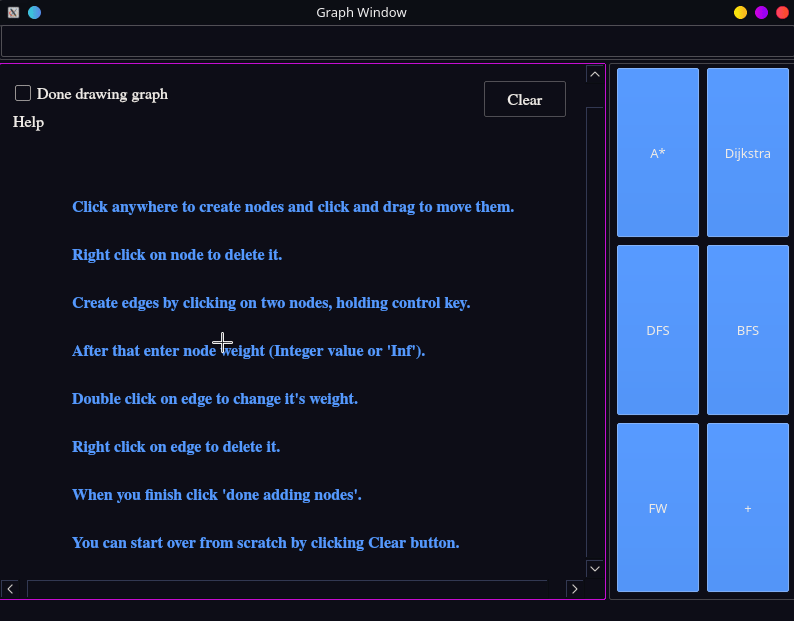 Graph Window
Done drawing graph
Clear
Help
Click anywhere to create nodes and click and drag to move them.
Right click on node to delete it.
Create edges by clicking on two nodes, holding control key.
After that enter node weight (Integer value or 'Inf').
Double click on edge to change it's weight.
Right click on edge to delete it.
When you finish click 'done adding nodes'.
You can start over from scratch by clicking Clear button.
A*
Dijkstra
DFS
BFS
FW
+